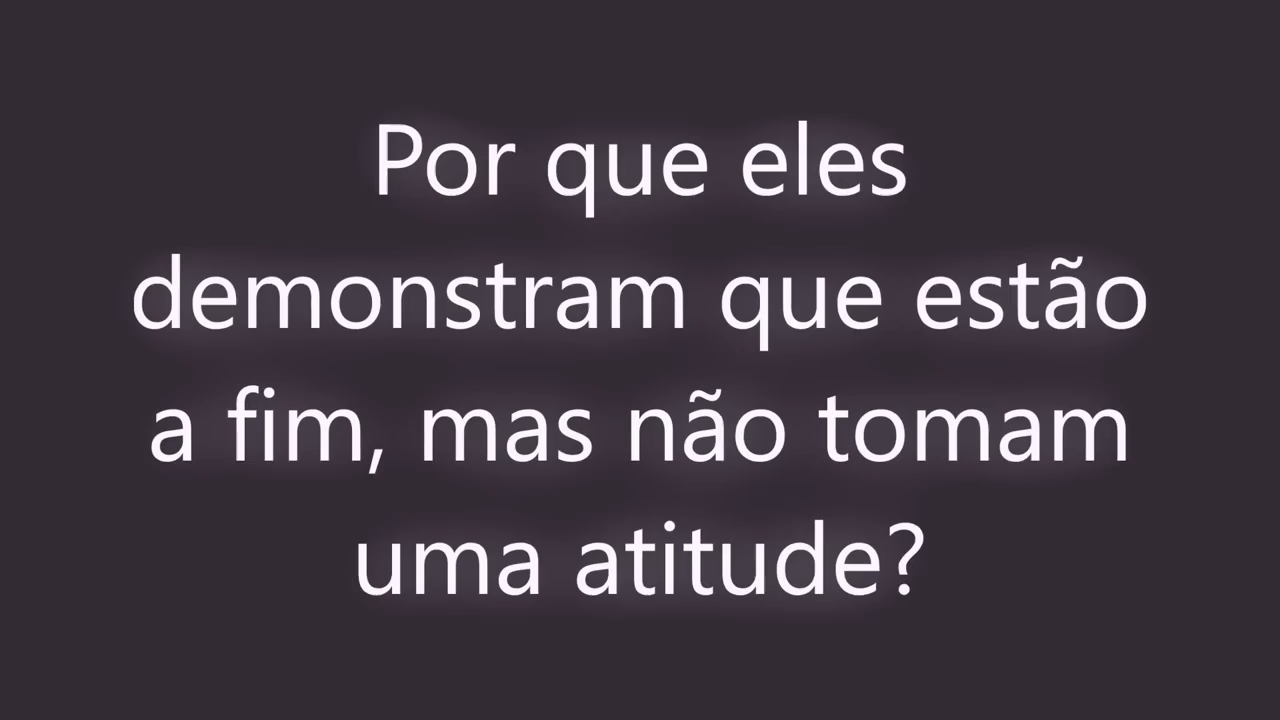 Por que eles
demonstram que estão
a fim, mas não tomam
uma atitude?